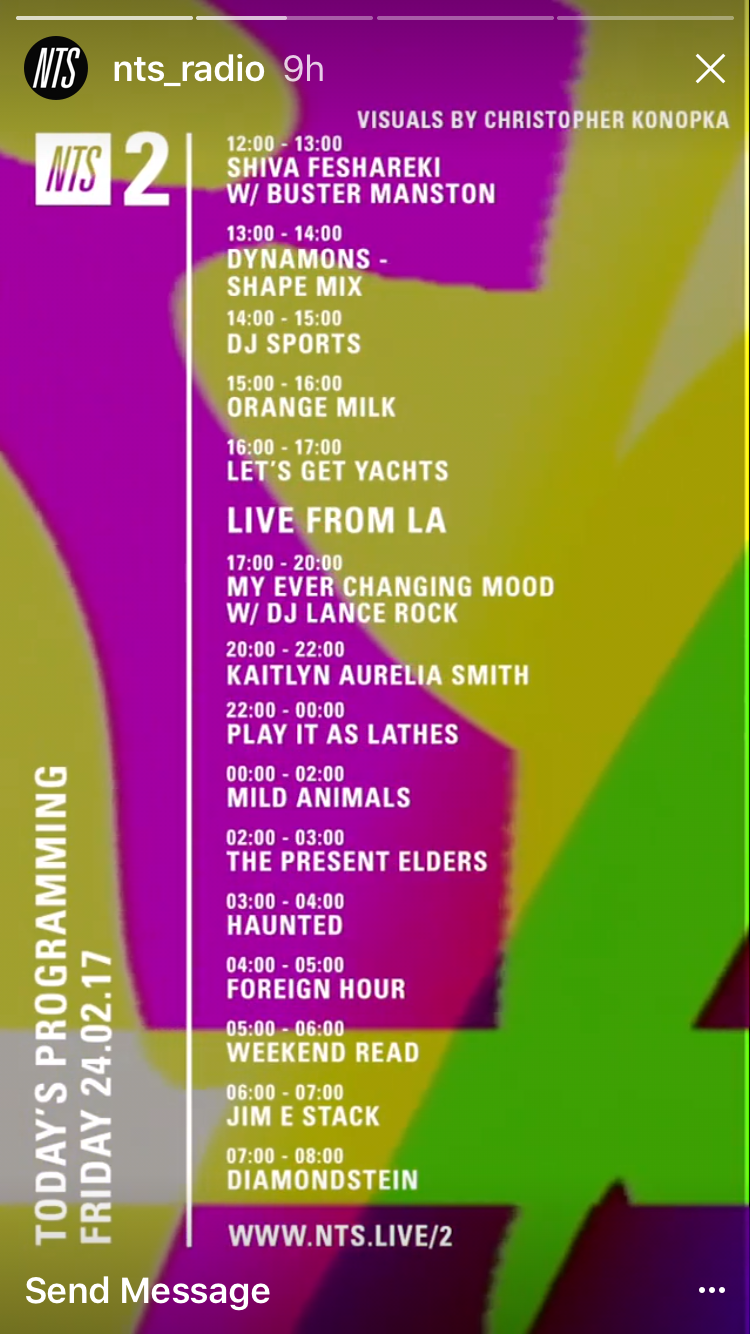 NTS
nts_radio 9h
VISUALS BY CHRISTOPHER KONOPKA
NTS 2
12:00 - 13:00
SHIVA FESHAREKI
W/ BUSTER MANSTON
13:00 - 14:00
DYNAMONS -
SHAPE MIX
14:00 - 15:00
DJ SPORTS
15:00 - 16:00
ORANGE MILK
16:00 - 17:00
LET'S GET YACHTS
LIVE FROM LA
17:00 - 20:00
MY EVER CHANGING MOOD
W/ DJ LANCE ROCK
20:00 - 22:00
KAITLYN AURELIA SMITH
22:00 - 00:00
PLAY IT AS LATHES
00:00 - 02:00
MILD ANIMALS
02:00 - 03:00
THE PRESENT ELDERS
03:00 - 04:00
HAUNTED
04:00 - 05:00
FOREIGN HOUR
05:00 - 06:00
WEEKEND READ
06:00 - 07:00
JIM E STACK
07:00 - 08:00
DIAMONDSTEIN
WWW.NTS.LIVE/2
TODAY'S PROGRAMMING
FRIDAY 24.02.17
Send Message